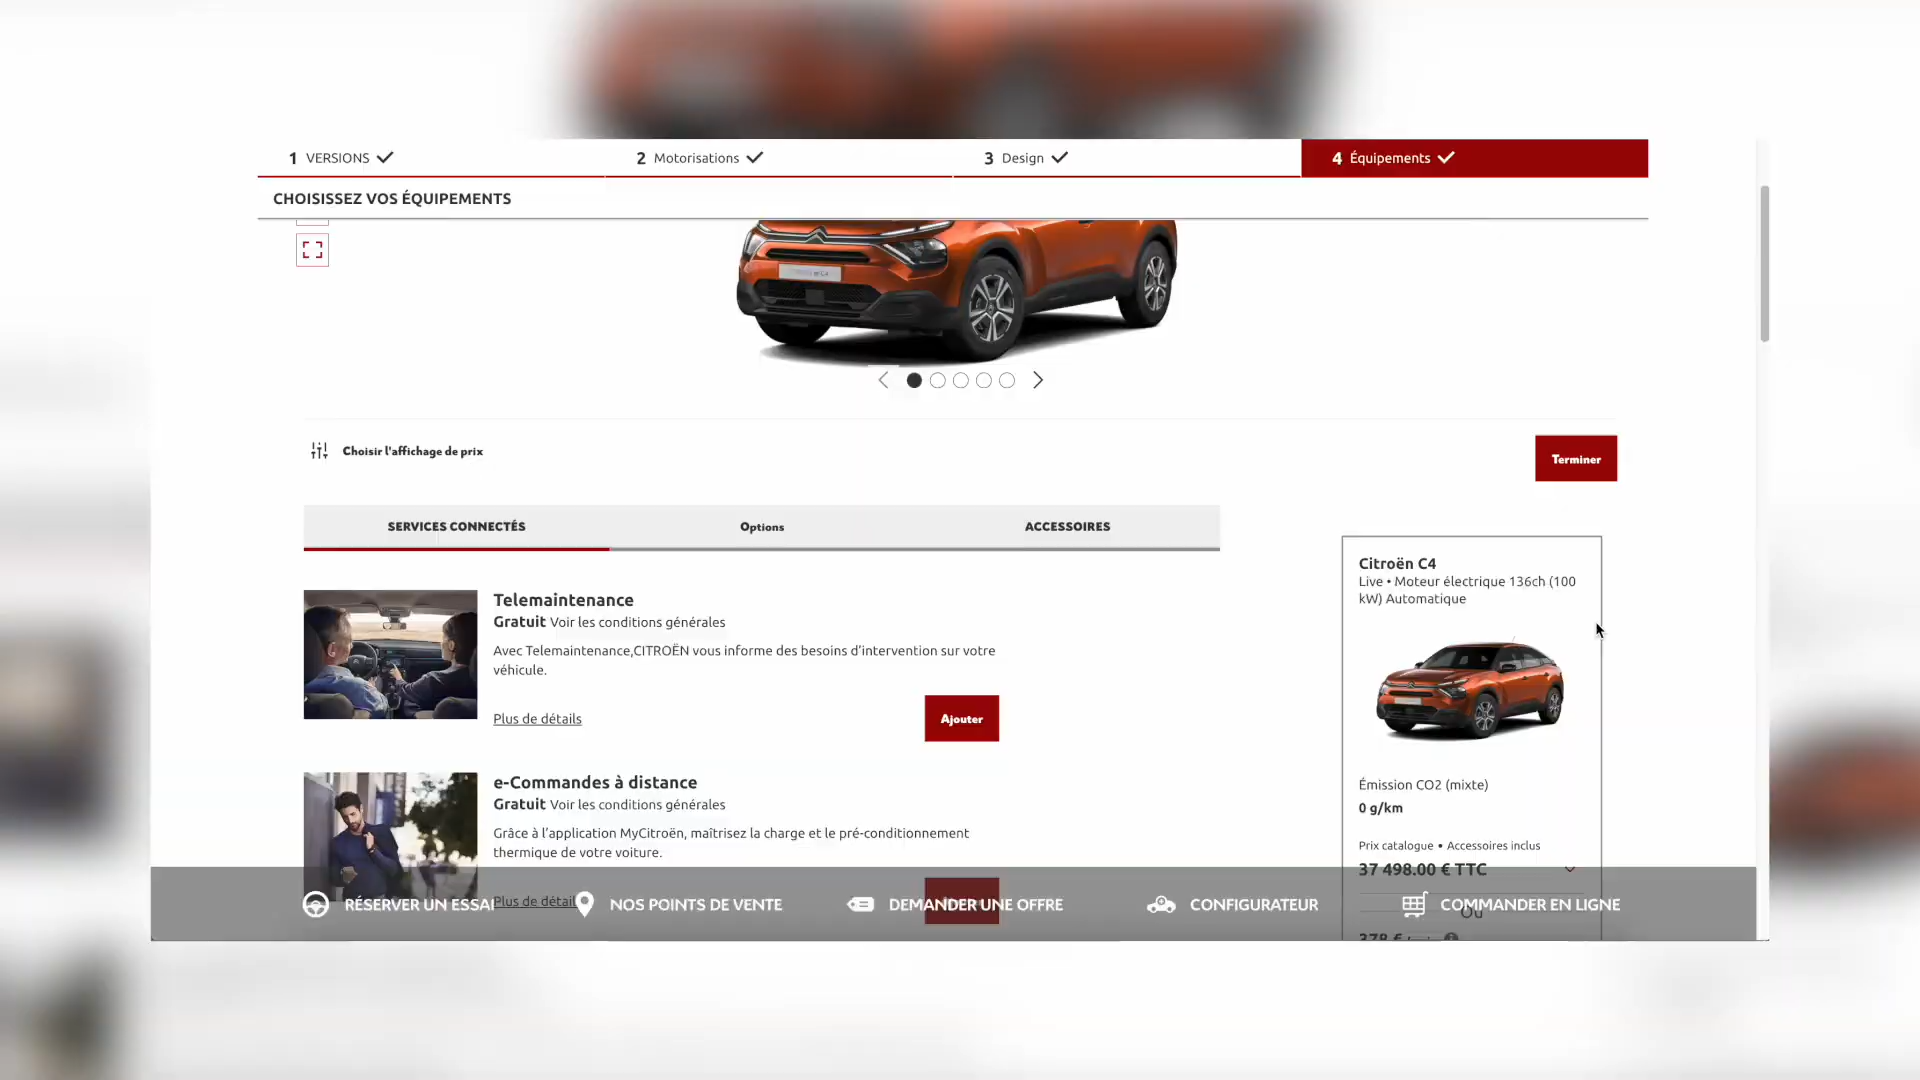 1 VERSIONS
2 Motorisations
3 Design
4 Équipements
CHOISISSEZ VOS ÉQUIPEMENTS
Choisir l'affichage de prix
Terminer
SERVICES CONNECTÉS
Options
ACCESSOIRES
Telemaintenance
Gratuit Voir les conditions générales
Avec Telemaintenance,CITROËN vous informe des besoins d'intervention sur votre
véhicule.
Plus de détails
Ajouter
e-Commandes à distance
Gratuit Voir les conditions générales
Grâce à l'application MyCitroën, maîtrisez la charge et le pré-conditionnement
thermique de votre voiture.
Plus de détail
Citroën C4
Live • Moteur électrique 136ch (100
kW) Automatique
Émission CO2 (mixte)
0 g/km
Prix catalogue • Accessoires inclus
37 498.00 € TTC
Ou
378 €
RÉSERVER UN ESSAI
NOS POINTS DE VENTE
DEMANDER UNE OFFRE
CONFIGURATEUR
COMMANDER EN LIGNE